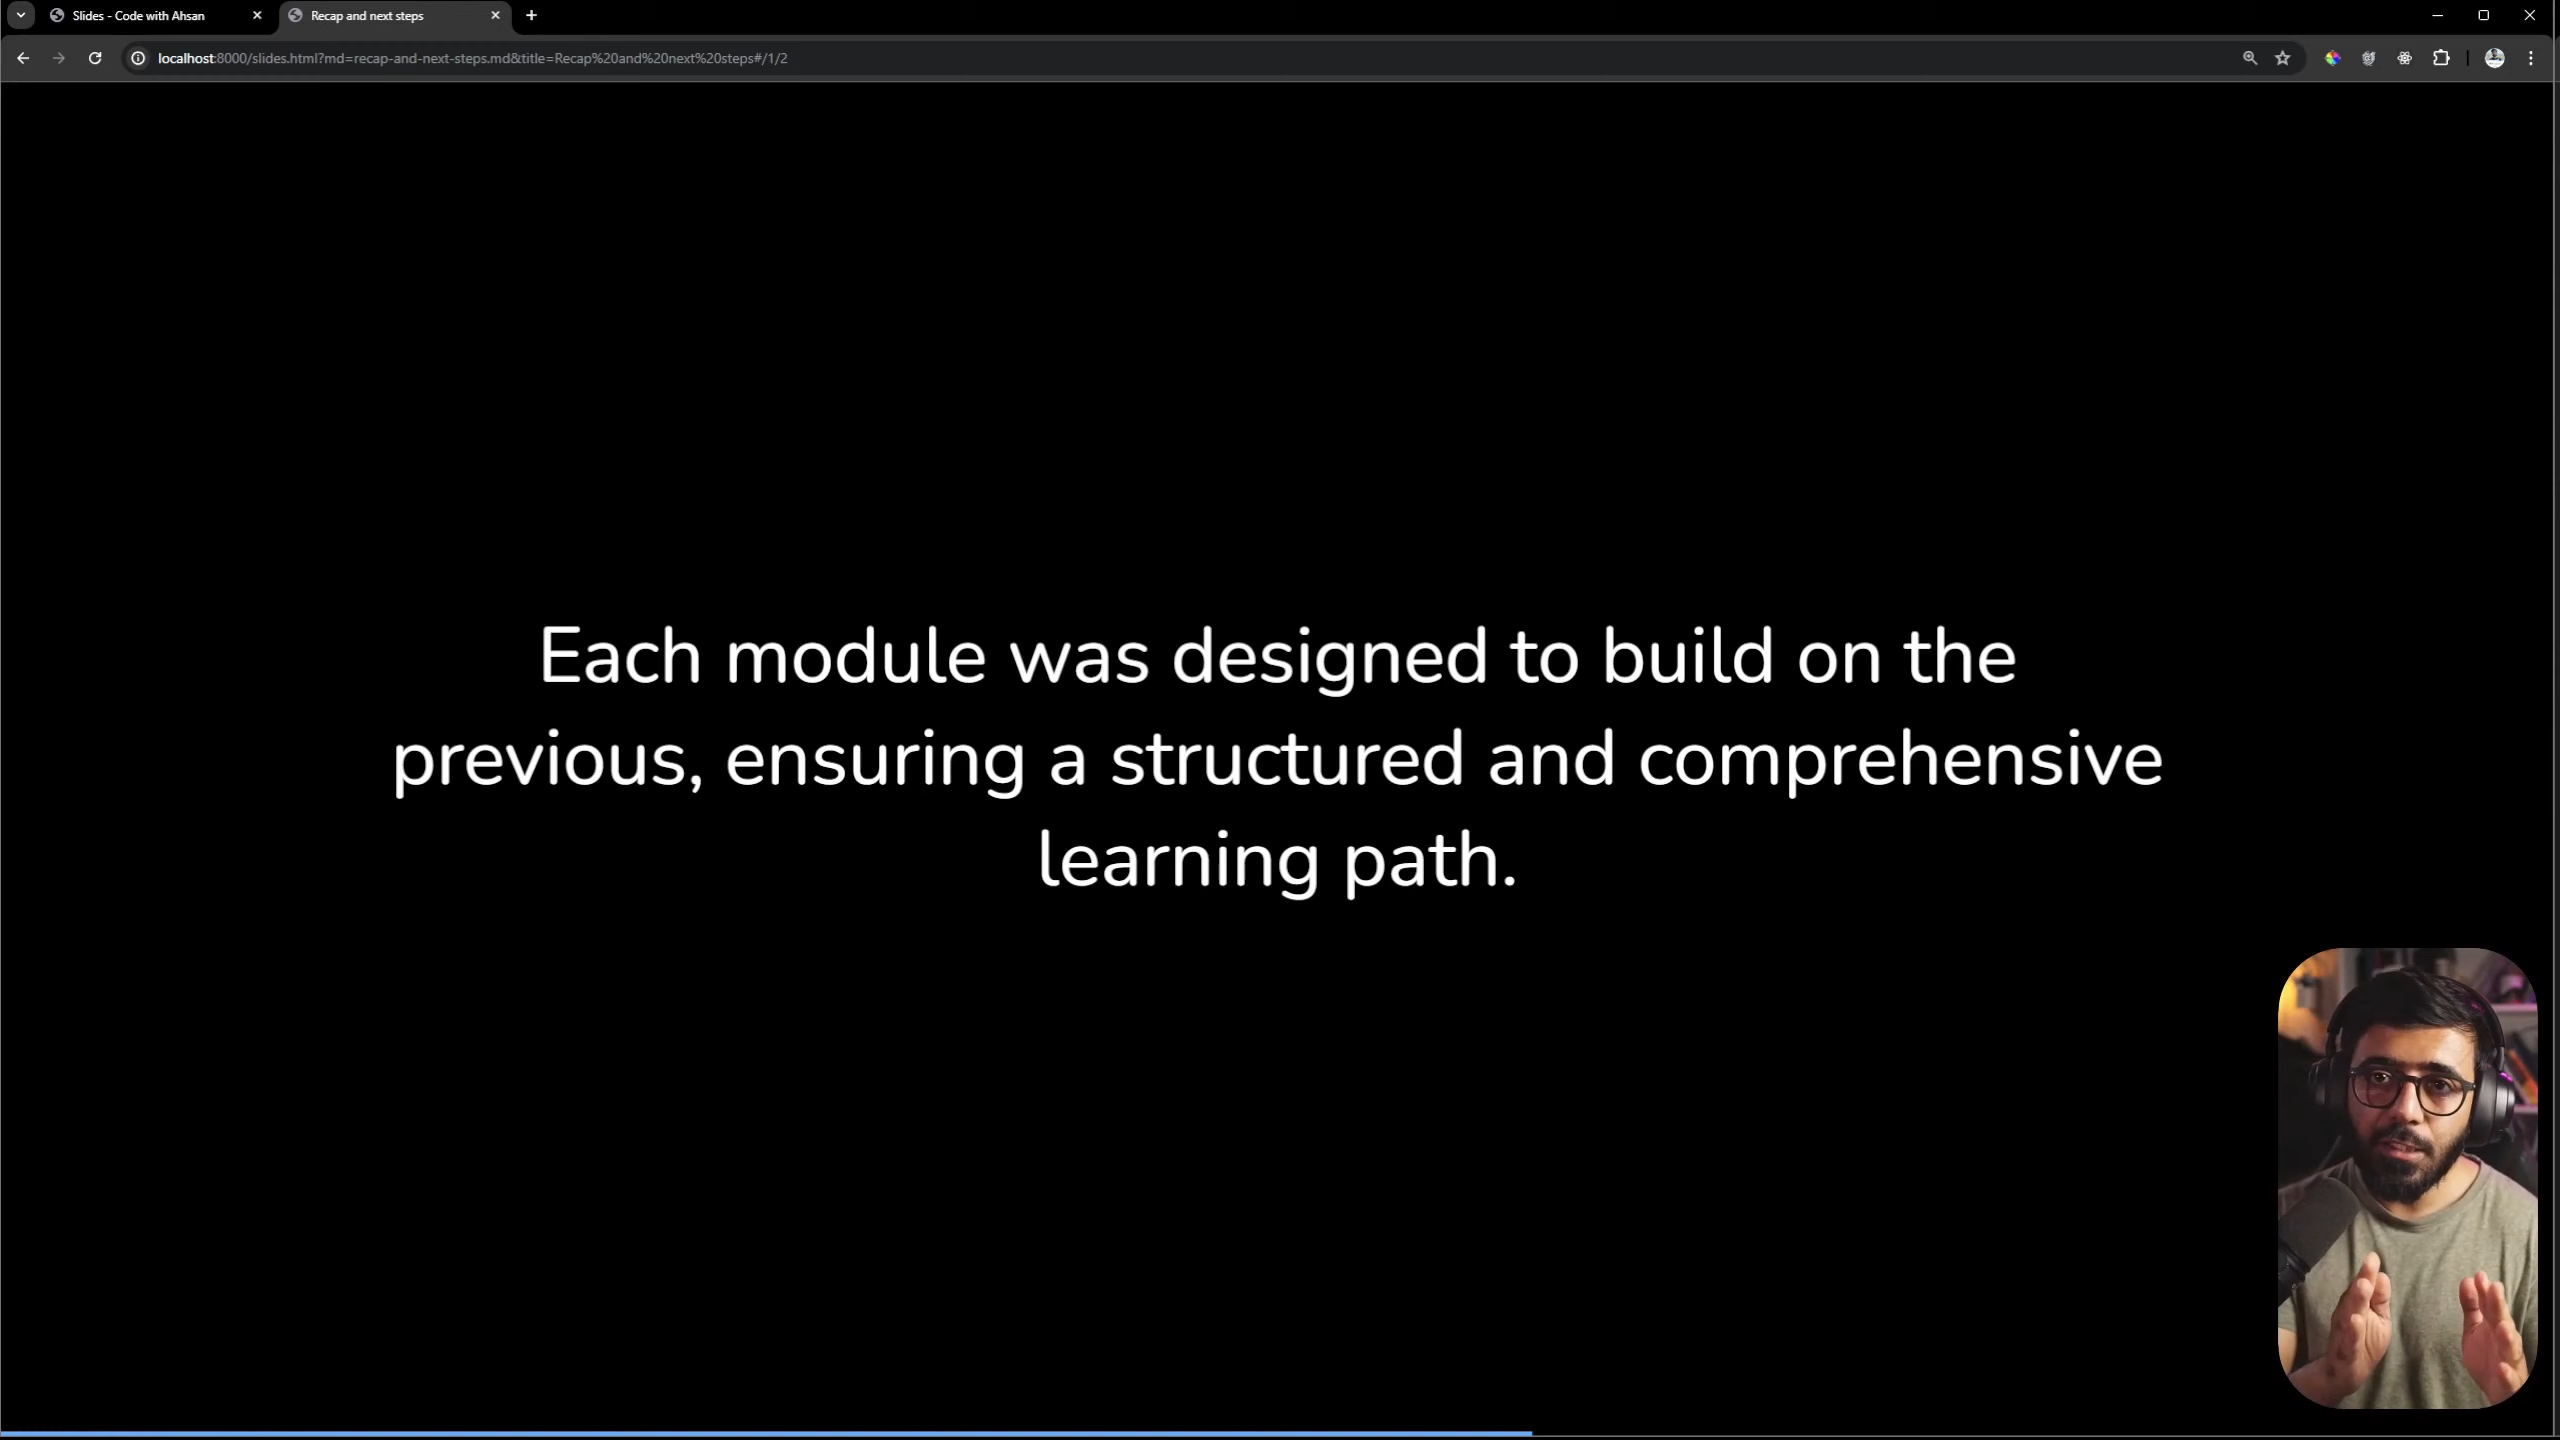 Slides - Code with Ahsan
Recap and next steps
localhost:8000/slides.html?md=recap-and-next-steps.md&title=Recap%20and%20next%20steps#/1/2
Each module was designed to build on the
previous, ensuring a structured and comprehensive
learning path.